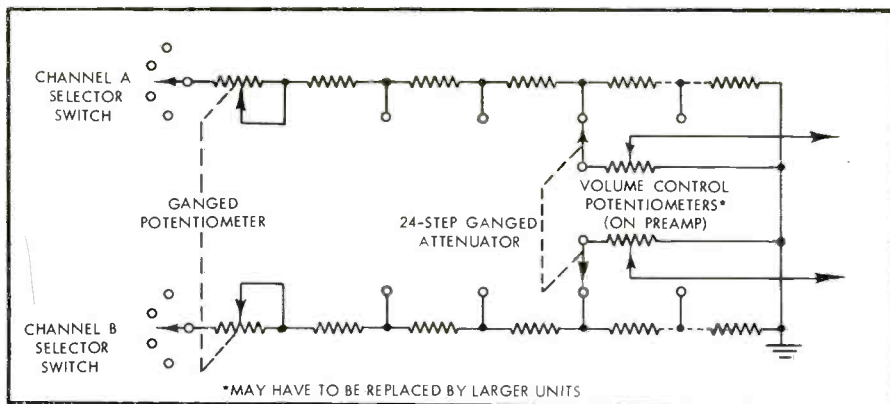 CHANNEL A
SELECTOR
SWITCH
GANGED
POTENTIOMETER
24-STEP GANGED
ATTENUATOR
VOLUME CONTROL
POTENTIOMETERS*
(ON PREAMP)
CHANNEL B
SELECTOR
SWITCH
*MAY HAVE TO BE REPLACED BY LARGER UNITS